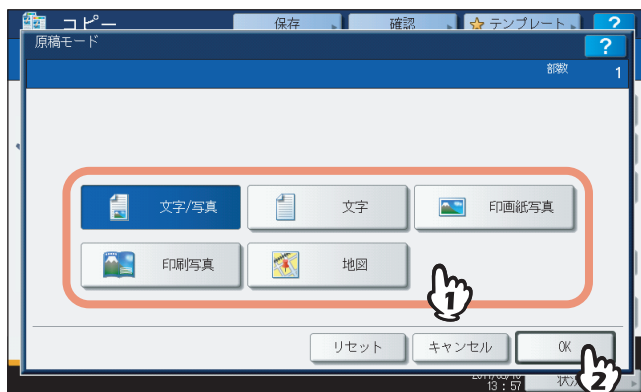 コピー 保存 確認 テンプレート ?
原稿モード ?
部数 1
文字/写真 文字 印画紙写真
印刷写真 地図
1
リセット キャンセル OK
2
13:57 状況